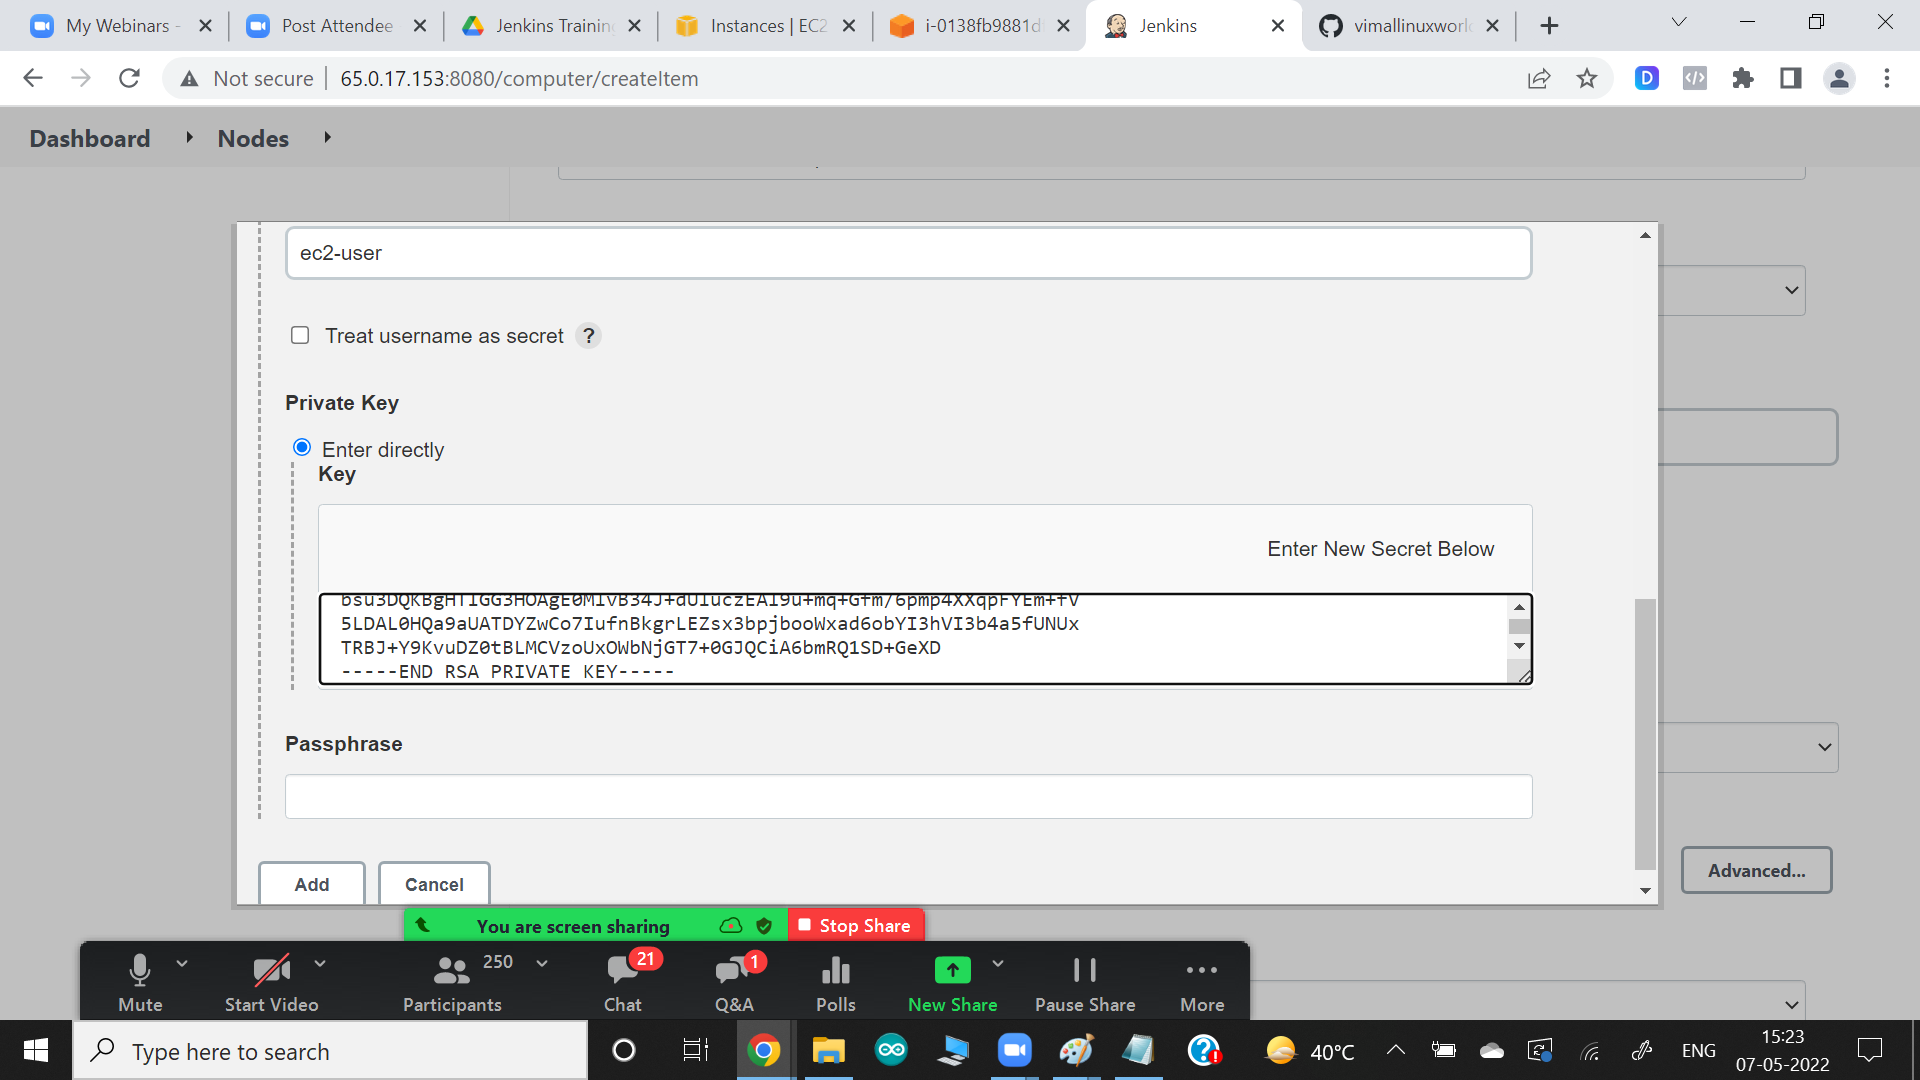 My Webinars -
Post Attendee
Jenkins Training
Instances | EC2
i-0138fb9881d
Jenkins
vimallinuxworld
Not secure
65.0.17.153:8080/computer/createItem
Dashboard
Nodes
ec2-user
Treat username as secret ?
Private Key
Enter directly
Key
Enter New Secret Below
5LDAL0HQa9aUATDYZwCo7IufnBkgrLEZsx3bpjbooWxad6obYI3hVI3b4a5fUNUx
TRBJ+Y9KvuDZ0tBLMCVzoUxOWbNjGT7+0GJQCiA6bmRQ1SD+GeXD
-----END RSA PRIVATE KEY-----
Passphrase
Add
Cancel
Advanced...
You are screen sharing
Stop Share
Mute
Start Video
250
Participants
21
Chat
1
Q&A
Polls
New Share
Pause Share
More
Type here to search
40°C
ENG
15:23
07-05-2022